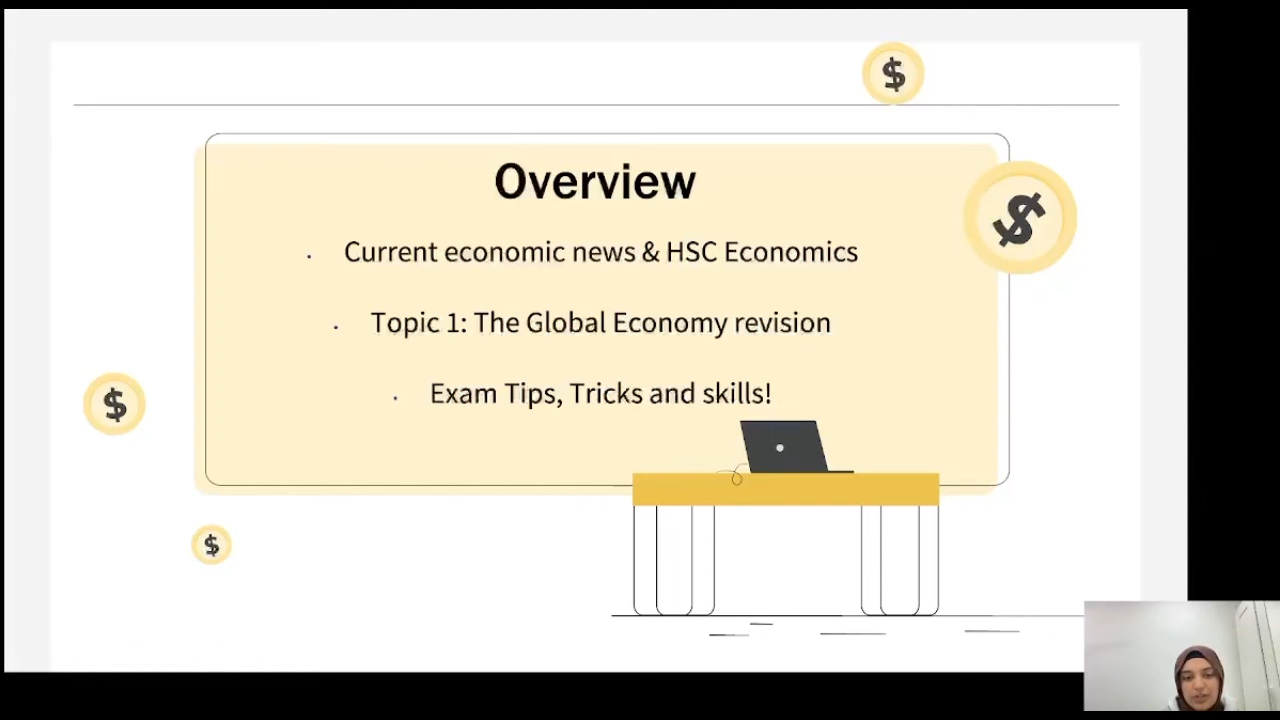 $
Overview
$
· Current economic news & HSC Economics
· Topic 1: The Global Economy revision
· Exam Tips, Tricks and skills!
$
$